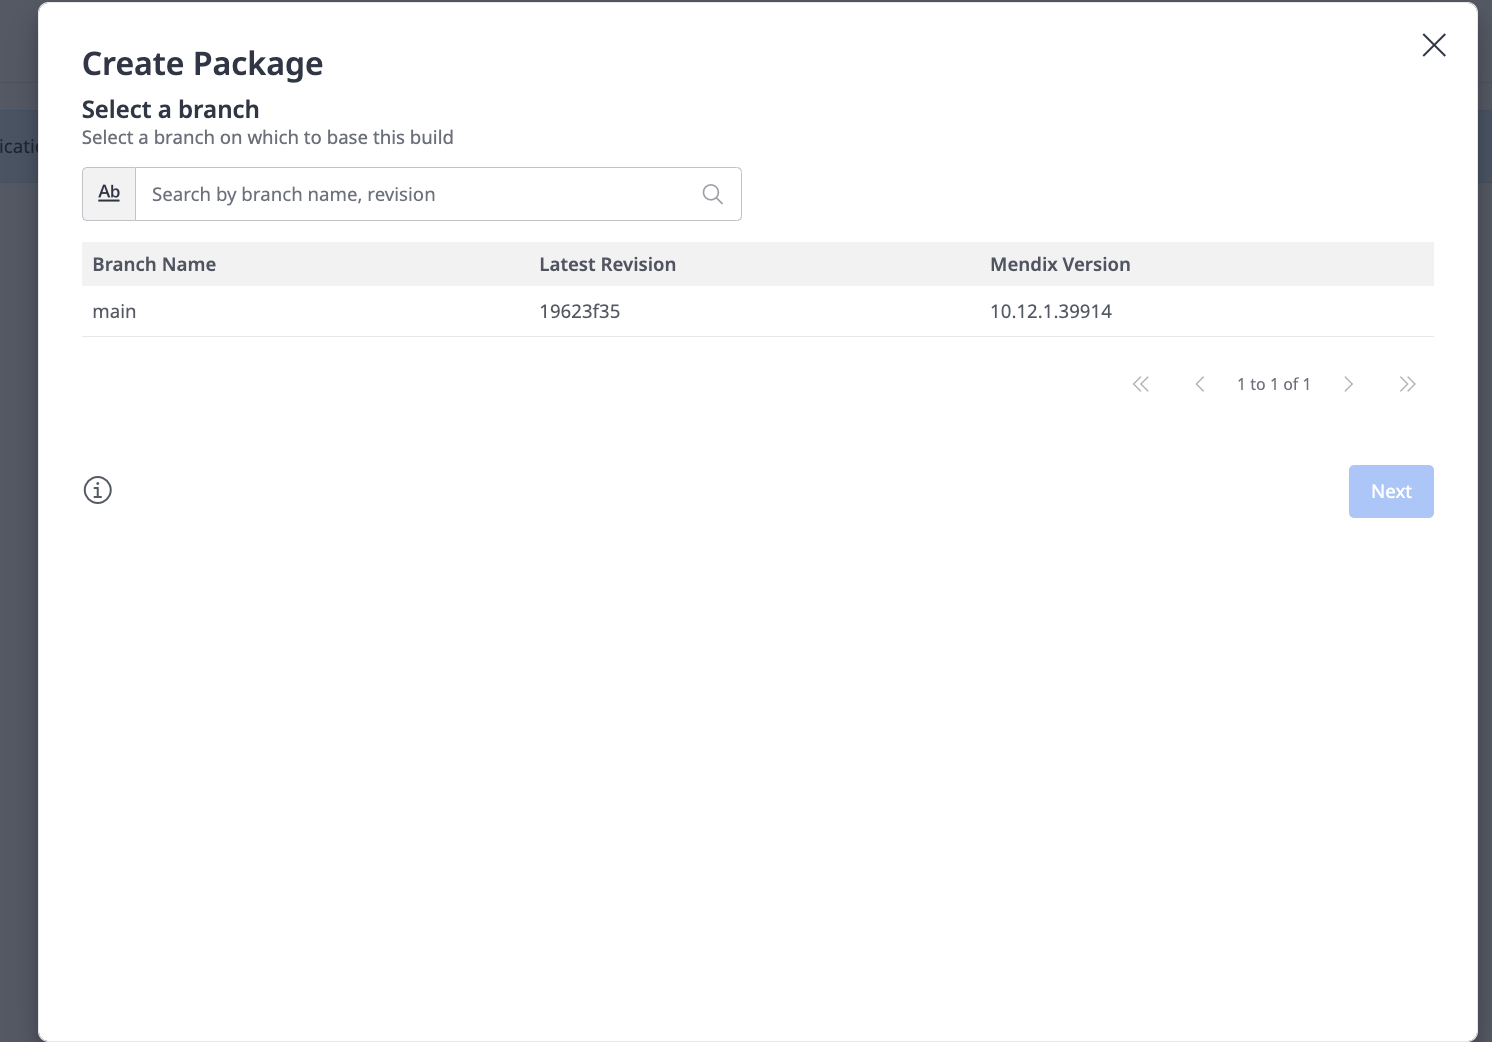 Create Package
Select a branch
Select a branch on which to base this build
Ab Search by branch name, revision
Branch Name Latest Revision Mendix Version
main 19623f35 10.12.1.39914
1 to 1 of 1
Next